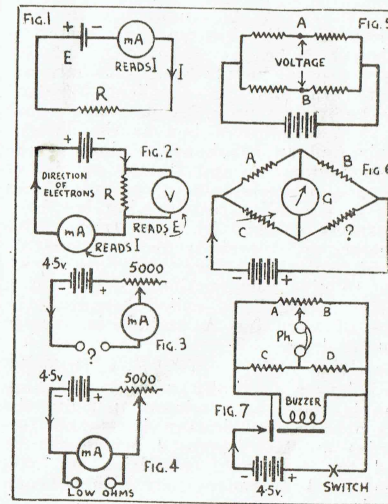 FIG.1
+ −
E
mA
READS I
I
R
+ −
FIG. 2
DIRECTION
OF
ELECTRONS
R
V
READS E
mA
READS I
4·5v.
5000
− +
mA
?
FIG. 3
4·5v
5000
− +
mA
FIG. 4
LOW OHMS
FIG. 5
A
VOLTAGE
B
FIG 6
A
B
G
C
?
− +
A B
Ph.
C D
FIG. 7
BUZZER
− +
4·5v.
SWITCH